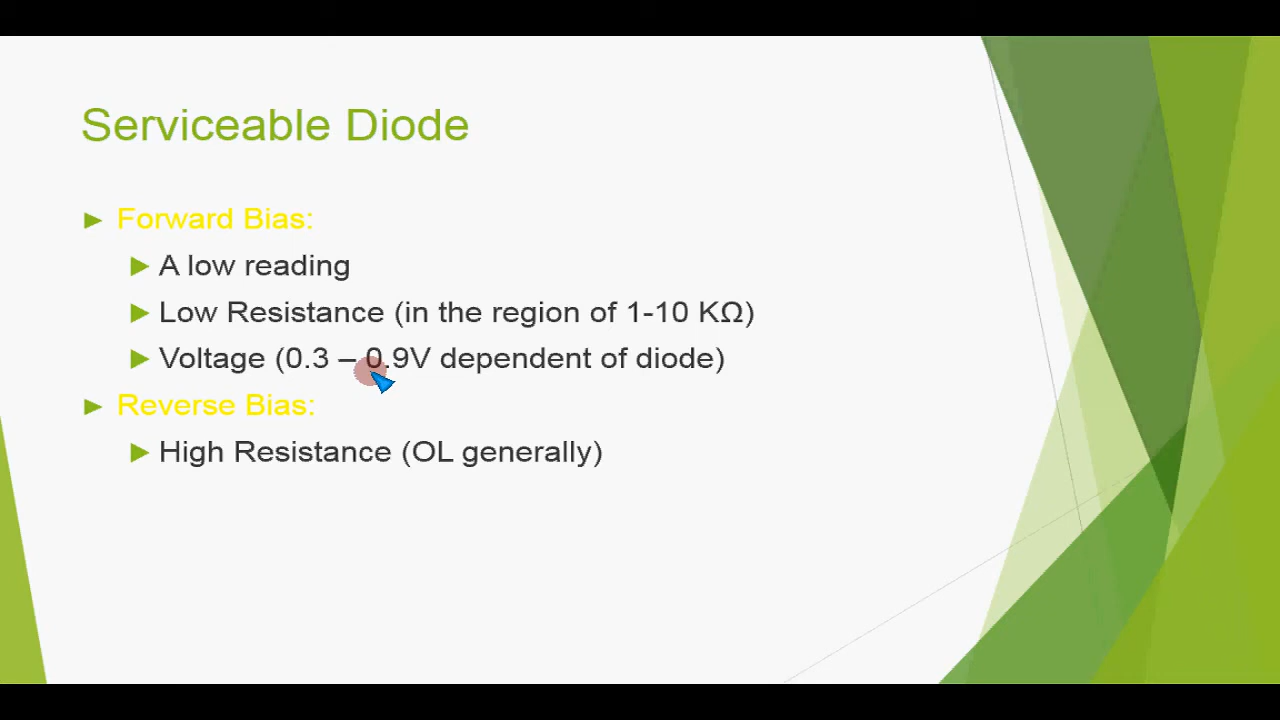 Serviceable Diode
Forward Bias:
A low reading
Low Resistance (in the region of 1-10 KΩ)
Voltage (0.3 – 0.9V dependent of diode)
Reverse Bias:
High Resistance (OL generally)